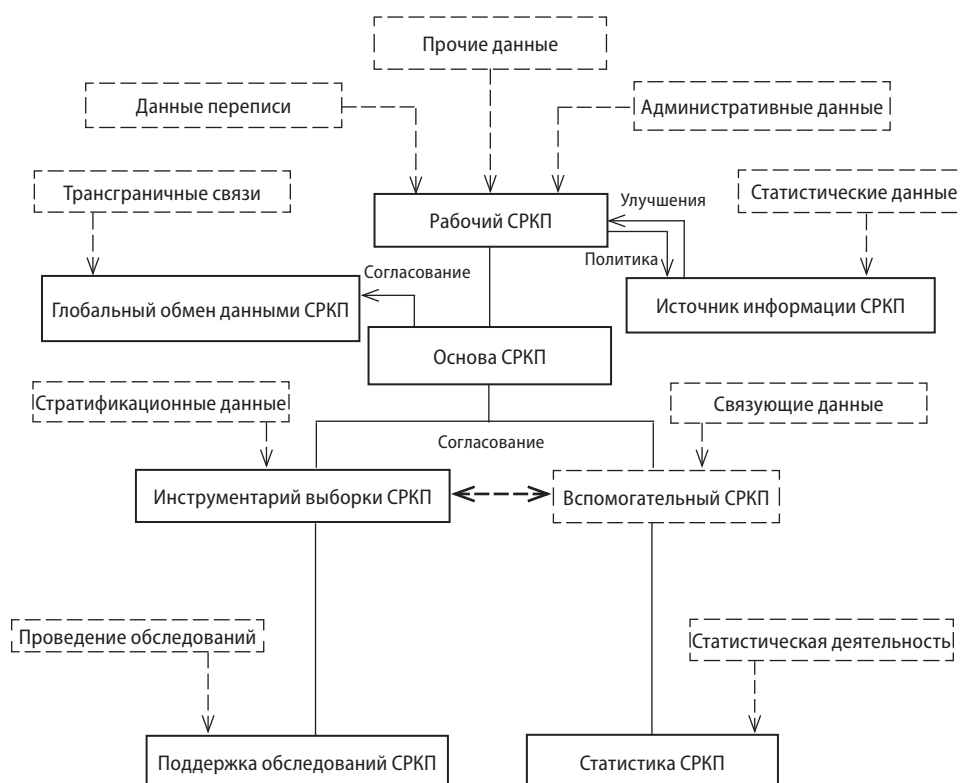 Прочие данные
Данные переписи
Административные данные
Трансграничные связи
Статистические данные
Рабочий СРКП
Улучшения
Политика
Согласование
Глобальный обмен данными СРКП
Источник информации СРКП
Основа СРКП
Стратификационные данные
Связующие данные
Согласование
Инструментарий выборки СРКП
Вспомогательный СРКП
Проведение обследований
Статистическая деятельность
Поддержка обследований СРКП
Статистика СРКП